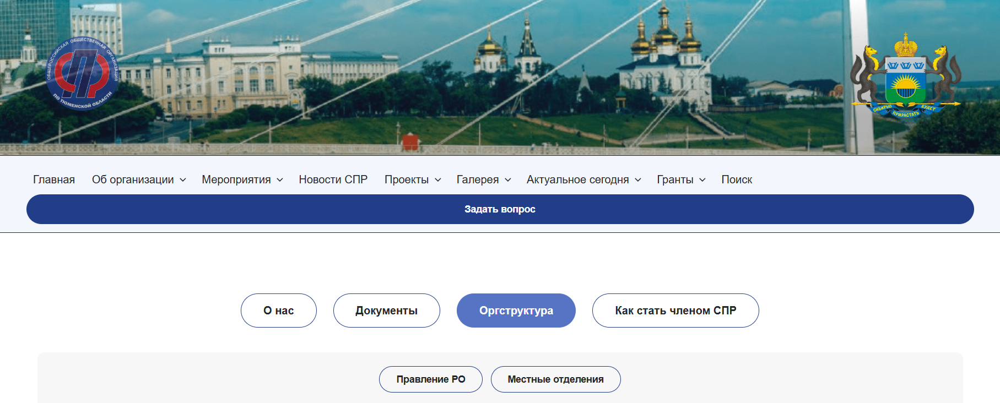 ОБЩЕРОССИЙСКАЯ ОБЩЕСТВЕННАЯ ОРГАНИЗАЦИЯ
СПР
ПО ТЮМЕНСКОЙ ОБЛАСТИ
СИБИРЬЮ ПРИРАСТАТЬ БУДЕТ
Главная Об организации Мероприятия Новости СПР Проекты Галерея Актуальное сегодня Гранты Поиск
Задать вопрос
О нас Документы Оргструктура Как стать членом СПР
Правление РО Местные отделения